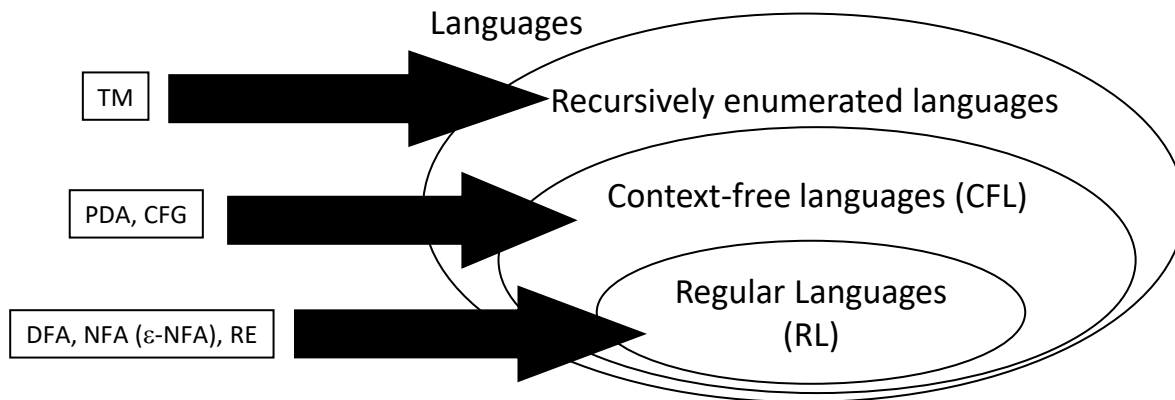 Languages
TM
Recursively enumerated languages
PDA, CFG
Context-free languages (CFL)
DFA, NFA (ε-NFA), RE
Regular Languages
(RL)